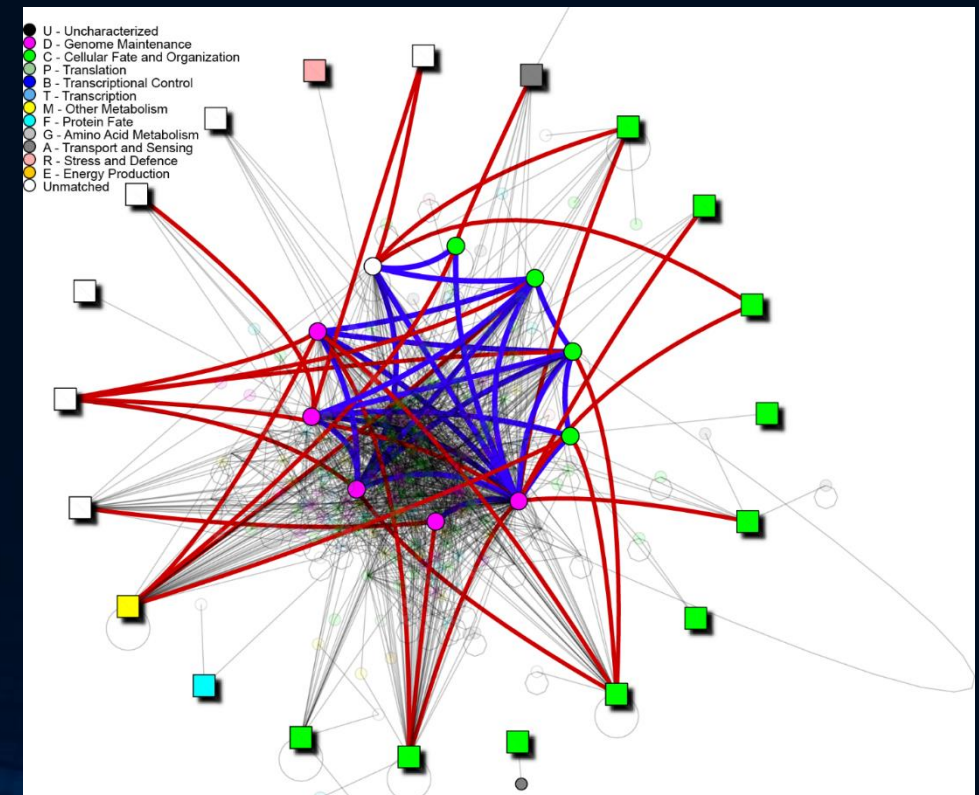 U - Uncharacterized
D - Genome Maintenance
C - Cellular Fate and Organization
P - Translation
B - Transcriptional Control
T - Transcription
M - Other Metabolism
F - Protein Fate
G - Amino Acid Metabolism
A - Transport and Sensing
R - Stress and Defence
E - Energy Production
Unmatched